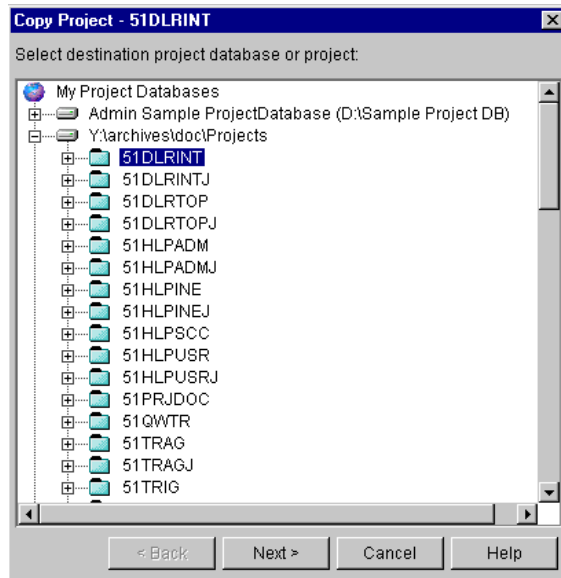 Copy Project - 51DLRINT
Select destination project database or project:
My Project Databases
Admin Sample ProjectDatabase (D:\Sample Project DB)
Y:\archives\doc\Projects
51DLRINT
51DLRINTJ
51DLRTOP
51DLRTOPJ
51HLPADM
51HLPADMJ
51HLPINE
51HLPINEJ
51HLPSCC
51HLPUSR
51HLPUSRJ
51PRJDOC
51QWTR
51TRAG
51TRAGJ
51TRIG
< Back Next > Cancel Help